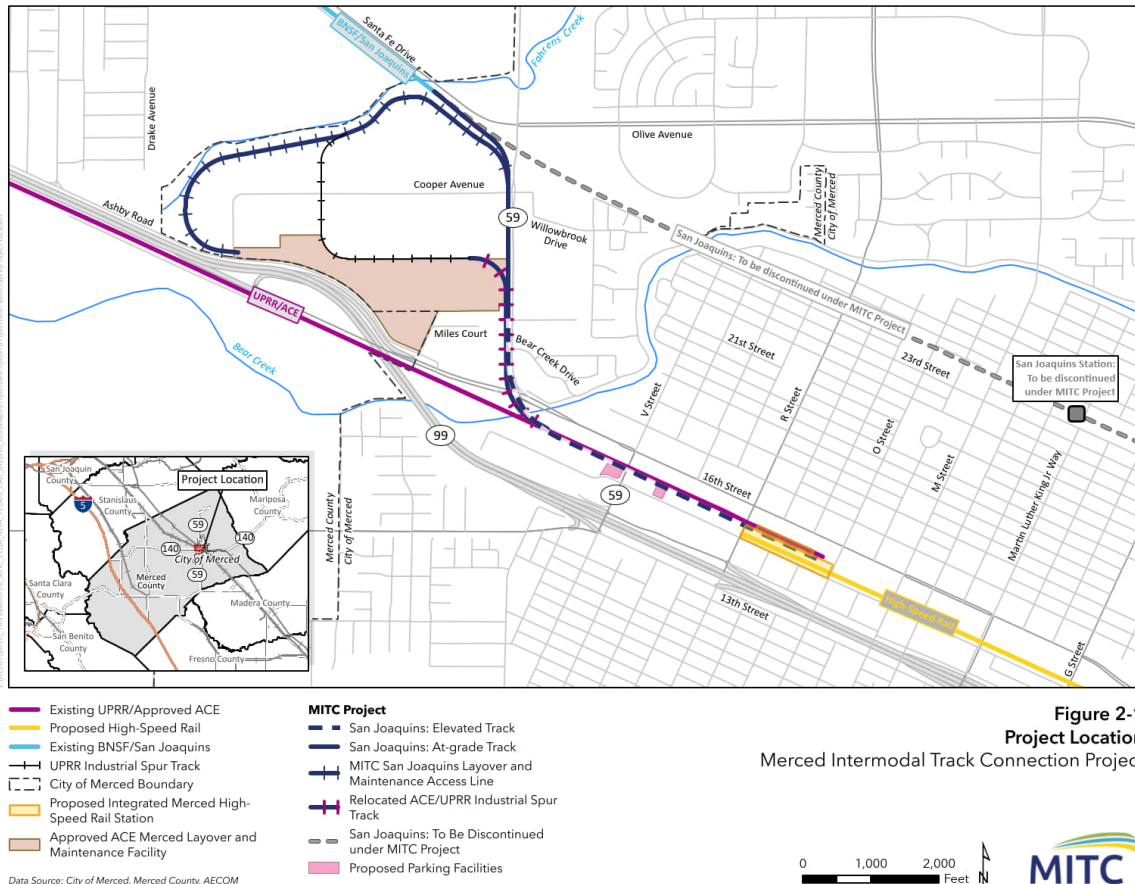 Santa Fe Drive
BNSF/San Joaquins
Fahrens Creek
Drake Avenue
Olive Avenue
Cooper Avenue
Merced County
City of Merced
59
Ashby Road
Willowbrook
Drive
San Joaquins: To be discontinued under MITC Project
UPRR/ACE
Miles Court
Bear Creek Drive
Bear Creek
21st Street
23rd Street
San Joaquins Station:
To be discontinued
under MITC Project
V Street
R Street
O Street
M Street
Martin Luther King Jr Way
99
16th Street
59
Merced County
City of Merced
13th Street
High-Speed Rail
G Street
Project Location
San Joaquin
County
5
Stanislaus
County
Mariposa
County
59
140
140
City of Merced
59
Merced
County
Santa Clara
County
Madera County
San Benito
County
Fresno County
Existing UPRR/Approved ACE
Proposed High-Speed Rail
Existing BNSF/San Joaquins
UPRR Industrial Spur Track
City of Merced Boundary
Proposed Integrated Merced High-
Speed Rail Station
Approved ACE Merced Layover and
Maintenance Facility
Data Source: City of Merced, Merced County, AECOM
MITC Project
San Joaquins: Elevated Track
San Joaquins: At-grade Track
MITC San Joaquins Layover and
Maintenance Access Line
Relocated ACE/UPRR Industrial Spur
Track
San Joaquins: To Be Discontinued
under MITC Project
Proposed Parking Facilities
Figure 2-1
Project Location
Merced Intermodal Track Connection Project
0 1,000 2,000
Feet
N
MITC